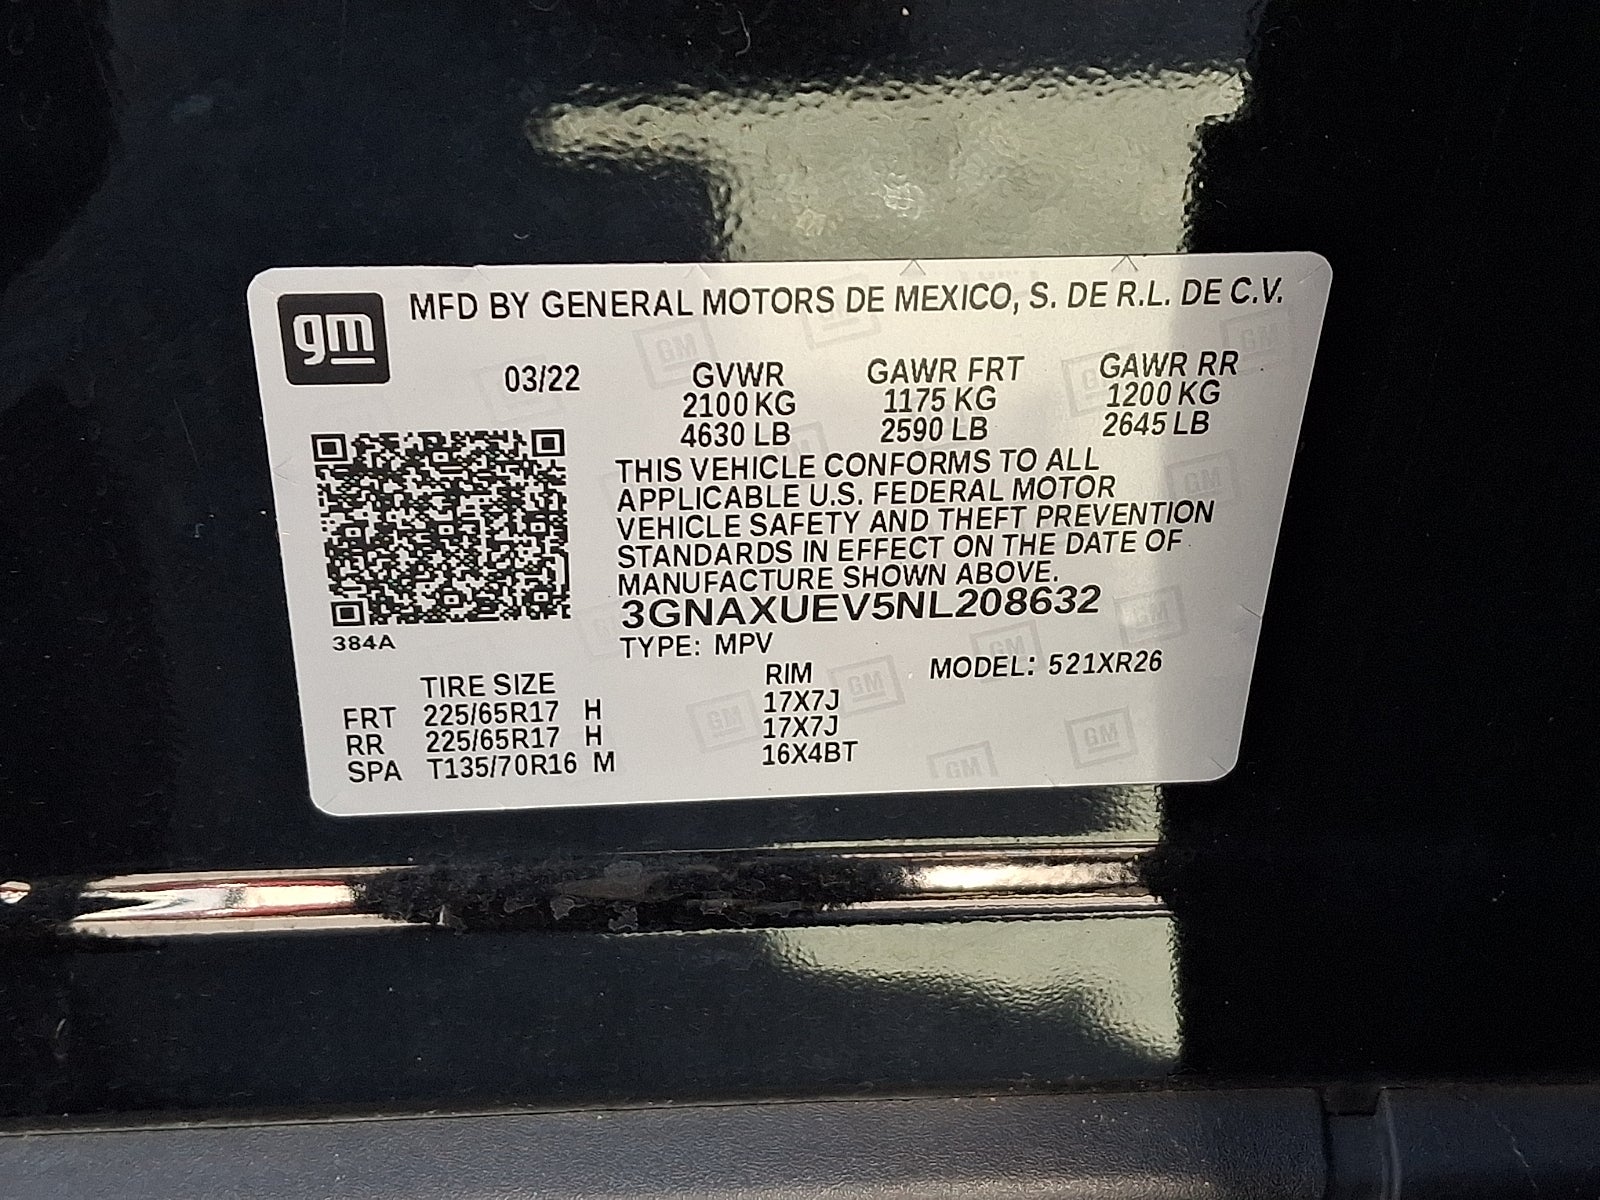 gm
MFD BY GENERAL MOTORS DE MEXICO, S. DE R.L. DE C.V.
03/22 GVWR GAWR FRT GAWR RR
2100 KG 1175 KG 1200 KG
4630 LB 2590 LB 2645 LB
THIS VEHICLE CONFORMS TO ALL
APPLICABLE U.S. FEDERAL MOTOR
VEHICLE SAFETY AND THEFT PREVENTION
STANDARDS IN EFFECT ON THE DATE OF
MANUFACTURE SHOWN ABOVE.
3GNAXUEV5NL208632
384A
TYPE: MPV
TIRE SIZE RIM MODEL: 521XR26
FRT 225/65R17 H 17X7J
RR 225/65R17 H 17X7J
SPA T135/70R16 M 16X4BT